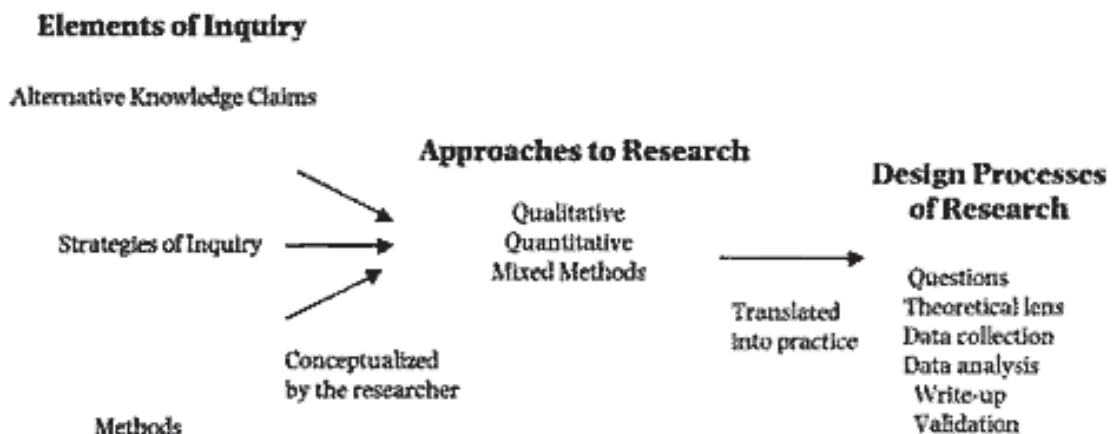 Elements of Inquiry
Alternative Knowledge Claims
Strategies of Inquiry
Methods
Conceptualized
by the researcher
Approaches to Research
Qualitative
Quantitative
Mixed Methods
Translated
into practice
Design Processes
of Research
Questions
Theoretical lens
Data collection
Data analysis
Write-up
Validation